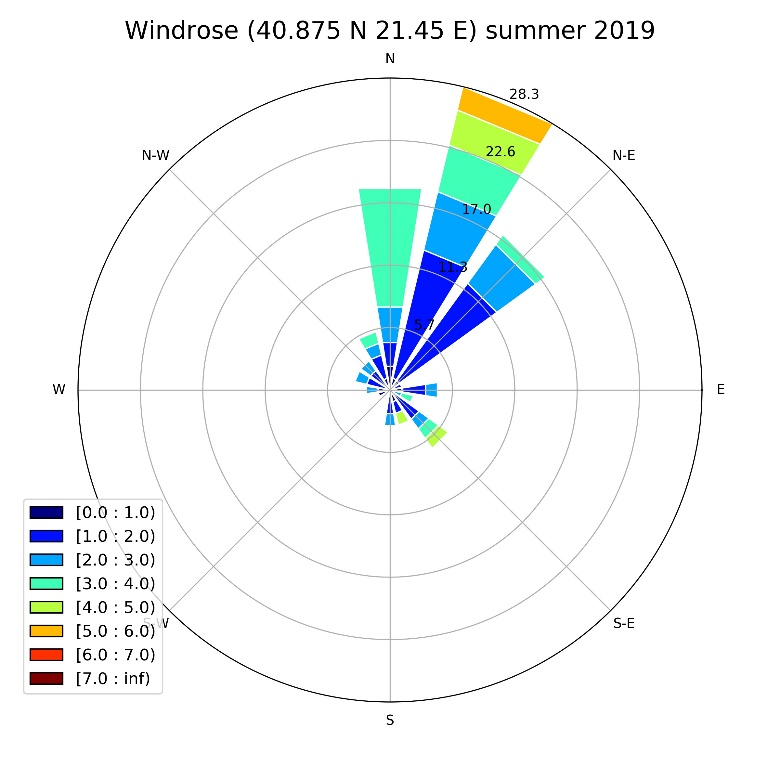 Windrose (40.875 N 21.45 E) summer 2019
N
28.3
N-W
N-E
22.6
17.0
11.3
5.7
W
E
[0.0 : 1.0)
[1.0 : 2.0)
[2.0 : 3.0)
[3.0 : 4.0)
[4.0 : 5.0)
S-W
S-E
[5.0 : 6.0)
[6.0 : 7.0)
[7.0 : inf)
S